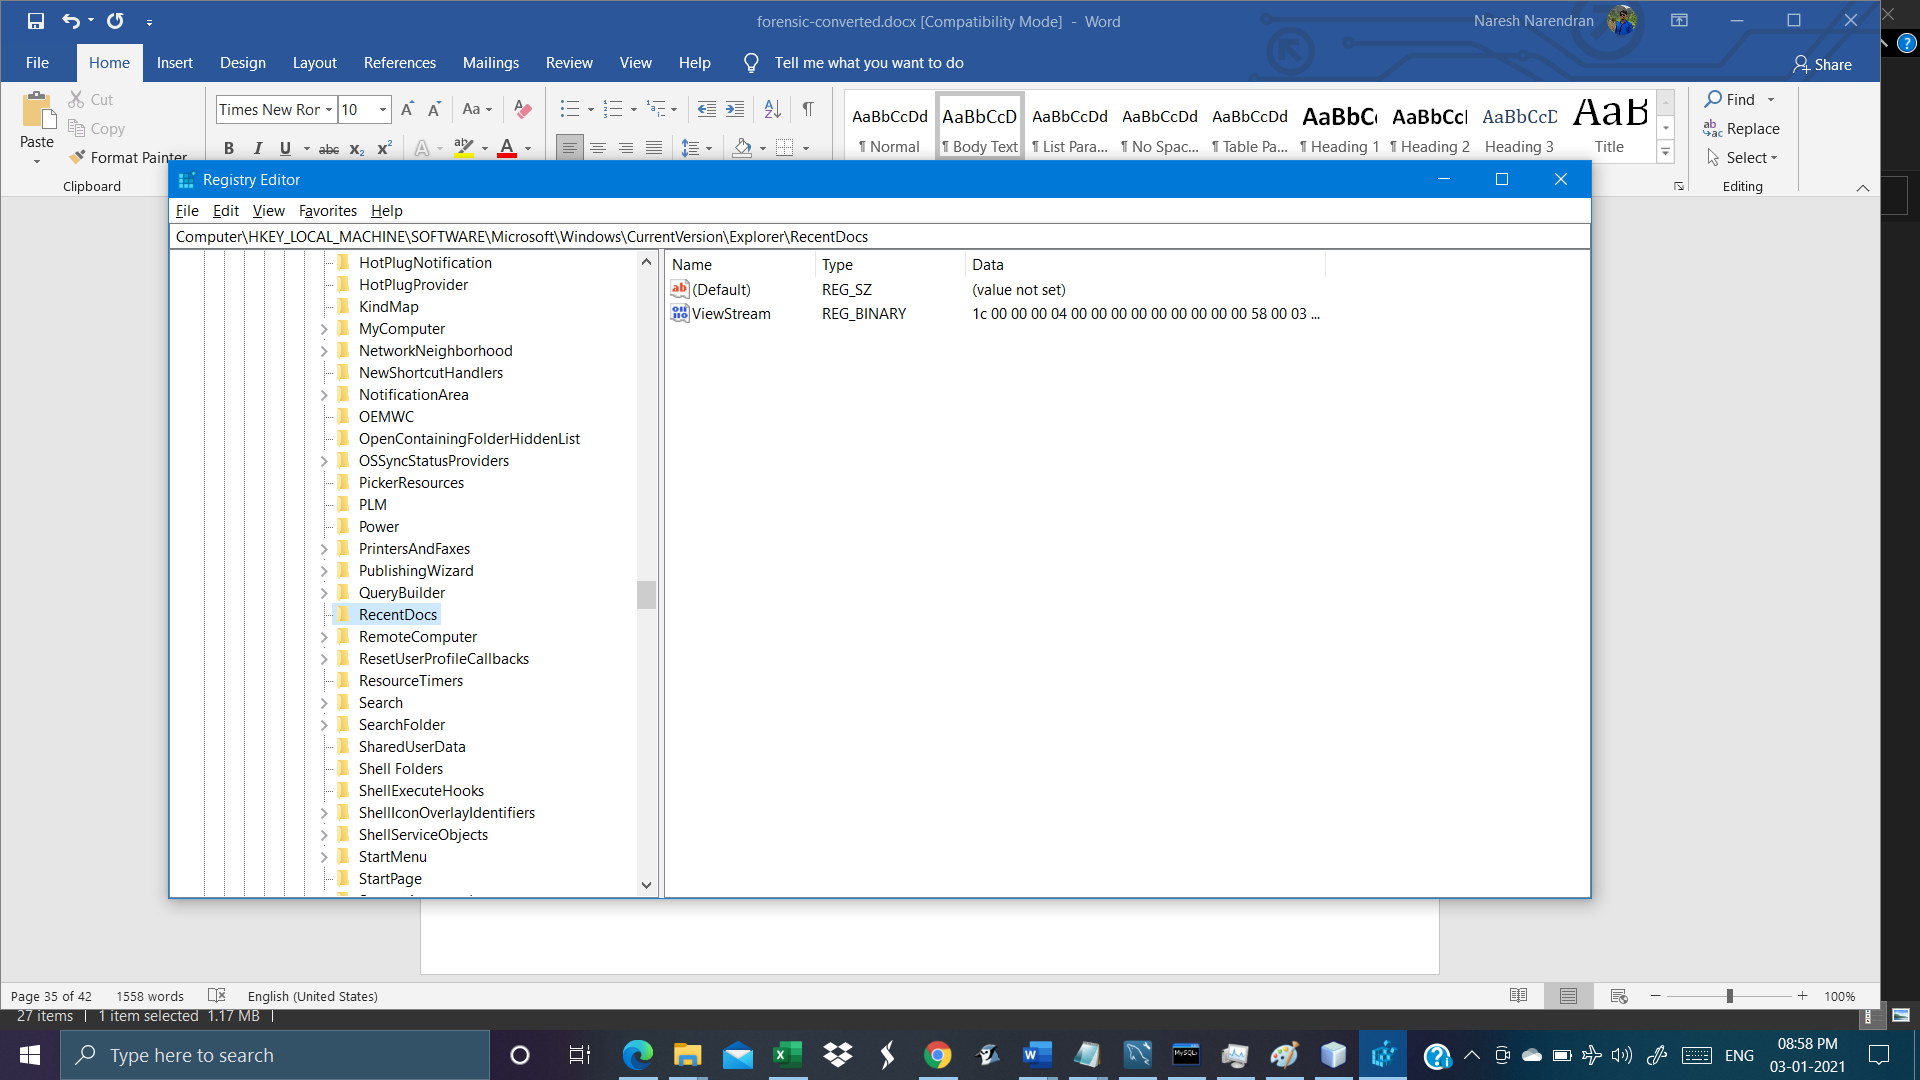 forensic-converted.docx [Compatibility Mode] - Word
Naresh Narendran
File Home Insert Design Layout References Mailings Review View Help Tell me what you want to do
Share
Paste
Cut
Copy
Format Painter
Clipboard
Times New Ror 10
Aa
B I U abc x₂ x²
AaBbCcDd AaBbCcD AaBbCcDd AaBbCcDd AaBbCcDd AaBbC AaBbCcI AaBbCcD AaB
¶ Normal ¶ Body Text ¶ List Para... ¶ No Spac... ¶ Table Pa... ¶ Heading 1 ¶ Heading 2 Heading 3 Title
Find
Replace
Select
Editing
Registry Editor
File Edit View Favorites Help
Computer\HKEY_LOCAL_MACHINE\SOFTWARE\Microsoft\Windows\CurrentVersion\Explorer\RecentDocs
HotPlugNotification
HotPlugProvider
KindMap
MyComputer
NetworkNeighborhood
NewShortcutHandlers
NotificationArea
OEMWC
OpenContainingFolderHiddenList
OSSyncStatusProviders
PickerResources
PLM
Power
PrintersAndFaxes
PublishingWizard
QueryBuilder
RecentDocs
RemoteComputer
ResetUserProfileCallbacks
ResourceTimers
Search
SearchFolder
SharedUserData
Shell Folders
ShellExecuteHooks
ShellIconOverlayIdentifiers
ShellServiceObjects
StartMenu
StartPage
Name Type Data
(Default) REG_SZ (value not set)
ViewStream REG_BINARY 1c 00 00 00 04 00 00 00 00 00 00 00 00 00 58 00 03 ...
Page 35 of 42 1558 words English (United States)
100%
27 items 1 item selected 1.17 MB
Type here to search
ENG
08:58 PM
03-01-2021